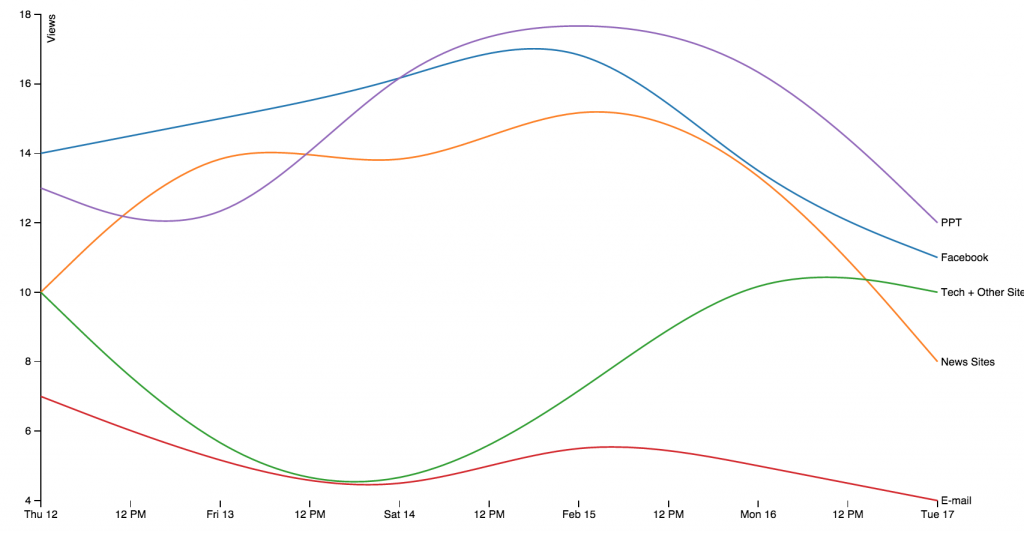 18
Views
16
14
12
10
8
6
4
Thu 12
12 PM
Fri 13
12 PM
Sat 14
12 PM
Feb 15
12 PM
Mon 16
12 PM
Tue 17
PPT
Facebook
Tech + Other Site
News Sites
E-mail